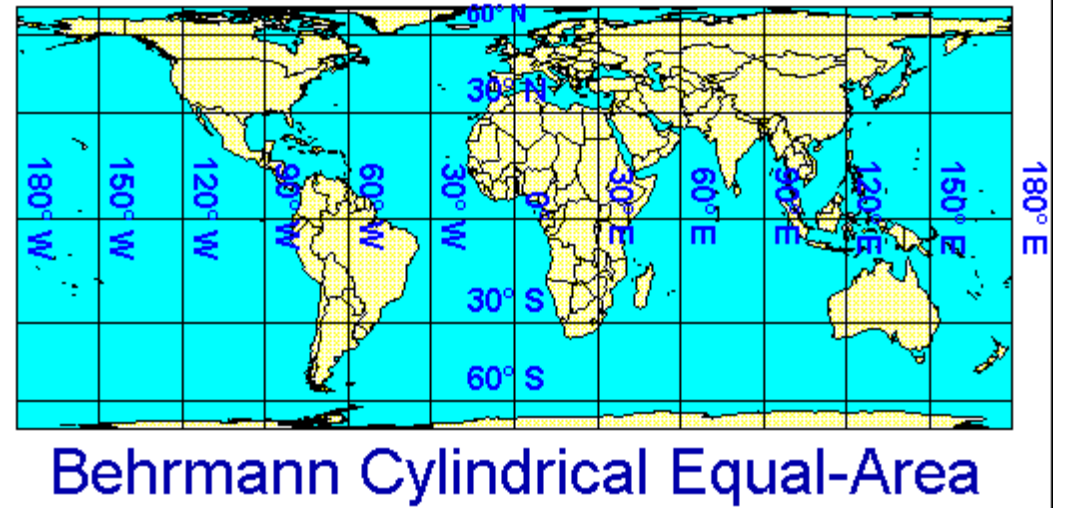 60° N
30° N
180° W
150° W
120° W
90° W
60° W
30° W
0°
30° E
60° E
90° E
120° E
150° E
180° E
30° S
60° S
Behrmann Cylindrical Equal-Area